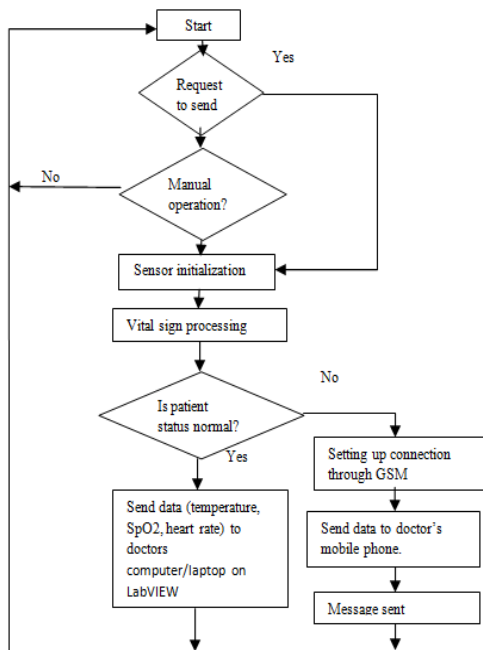 Start
Yes
Request
to send
No
Manual
operation?
Sensor initialization
Vital sign processing
No
Is patient
status normal?
Yes
Setting up connection
through GSM
Send data (temperature,
SpO2, heart rate) to
doctors
computer/laptop on
LabVIEW
Send data to doctor's
mobile phone.
Message sent